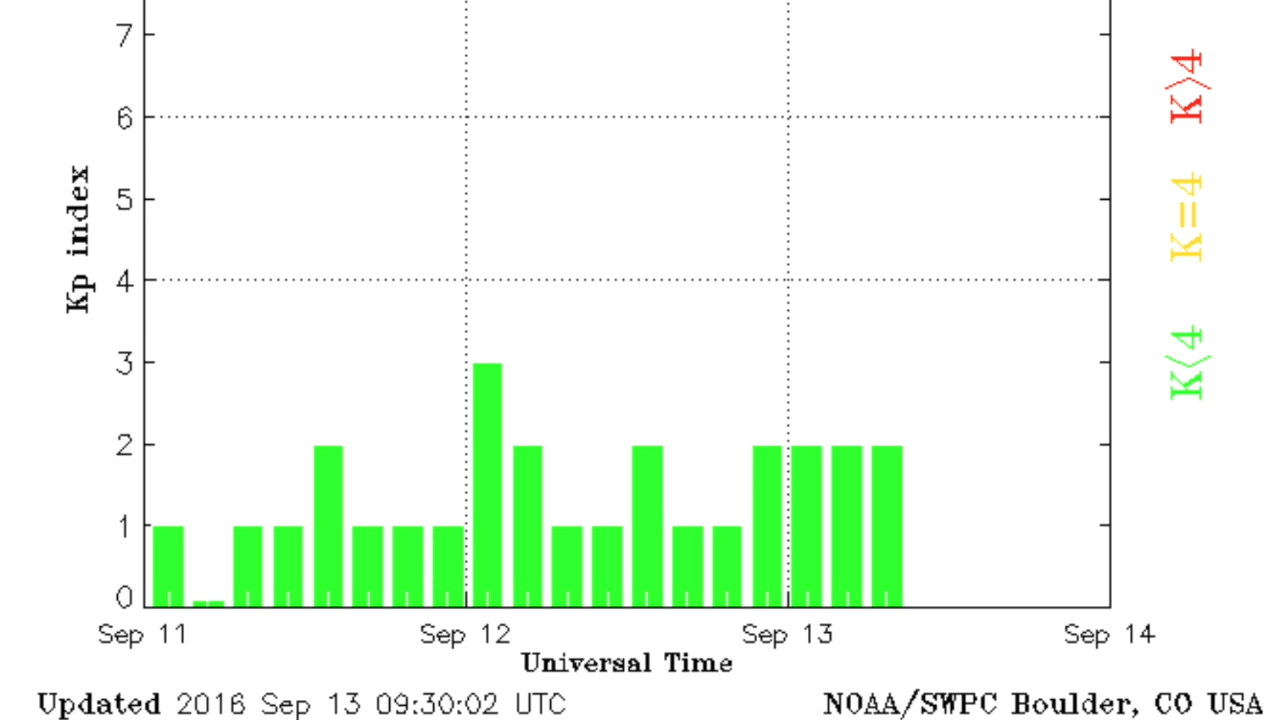 7
6
5
4
3
2
1
0
Kp index
K>4
K=4
K<4
Sep 11 Sep 12 Sep 13 Sep 14
Universal Time
Updated 2016 Sep 13 09:30:02 UTC NOAA/SWPC Boulder, CO USA